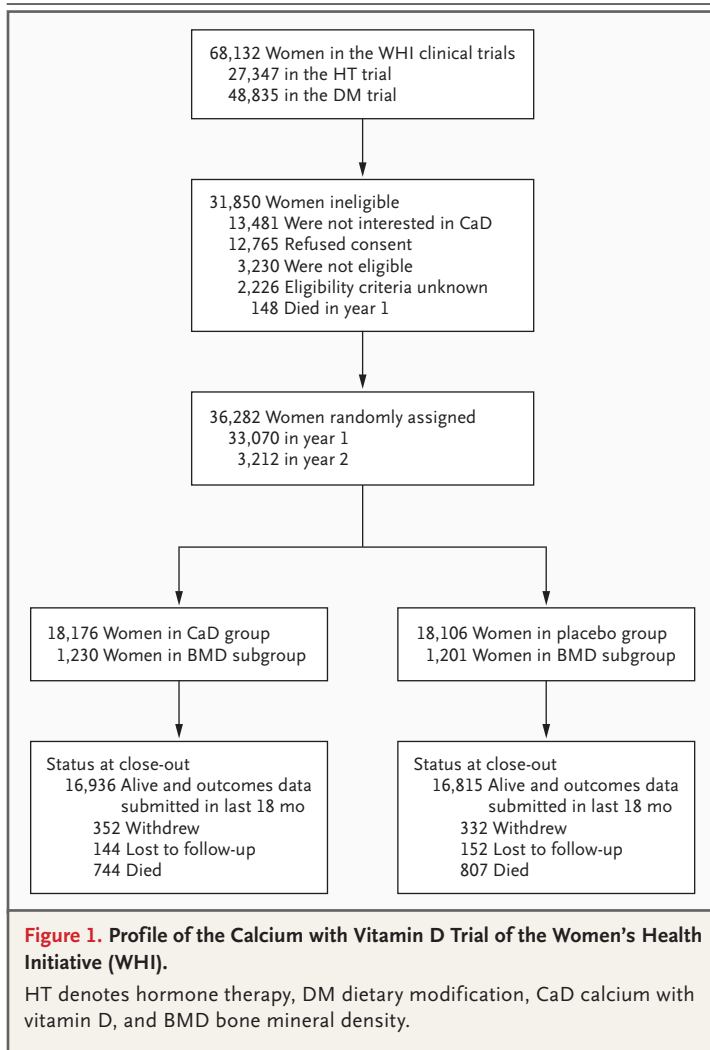 68,132 Women in the WHI clinical trials
27,347 in the HT trial
48,835 in the DM trial
31,850 Women ineligible
13,481 Were not interested in CaD
12,765 Refused consent
3,230 Were not eligible
2,226 Eligibility criteria unknown
148 Died in year 1
36,282 Women randomly assigned
33,070 in year 1
3,212 in year 2
18,176 Women in CaD group
1,230 Women in BMD subgroup
18,106 Women in placebo group
1,201 Women in BMD subgroup
Status at close-out
16,936 Alive and outcomes data
submitted in last 18 mo
352 Withdrew
144 Lost to follow-up
744 Died
Status at close-out
16,815 Alive and outcomes data
submitted in last 18 mo
332 Withdrew
152 Lost to follow-up
807 Died
Figure 1. Profile of the Calcium with Vitamin D Trial of the Women's Health
Initiative (WHI).
HT denotes hormone therapy, DM dietary modification, CaD calcium with
vitamin D, and BMD bone mineral density.